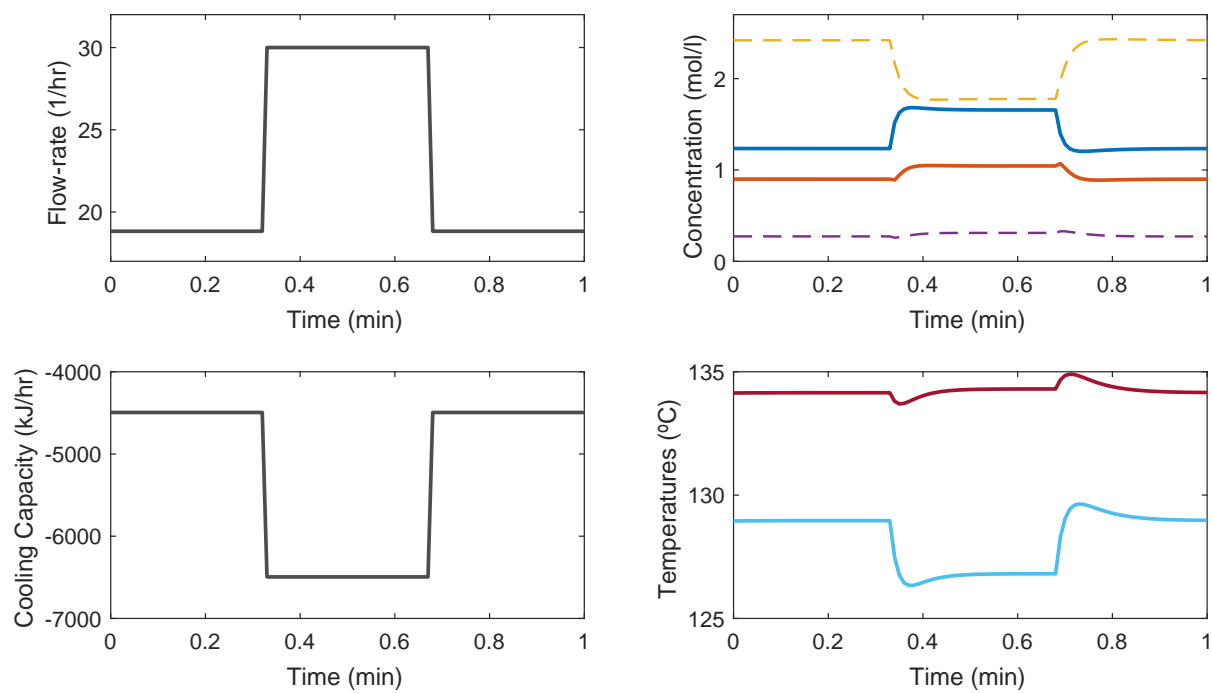 30
25
20
0 0.2 0.4 0.6 0.8 1
Time (min)
Flow-rate (1/hr)
2
1
0
0 0.2 0.4 0.6 0.8 1
Time (min)
Concentration (mol/l)
-4000
-5000
-6000
-7000
0 0.2 0.4 0.6 0.8 1
Time (min)
Cooling Capacity (kJ/hr)
135
130
125
0 0.2 0.4 0.6 0.8 1
Time (min)
Temperatures (ºC)